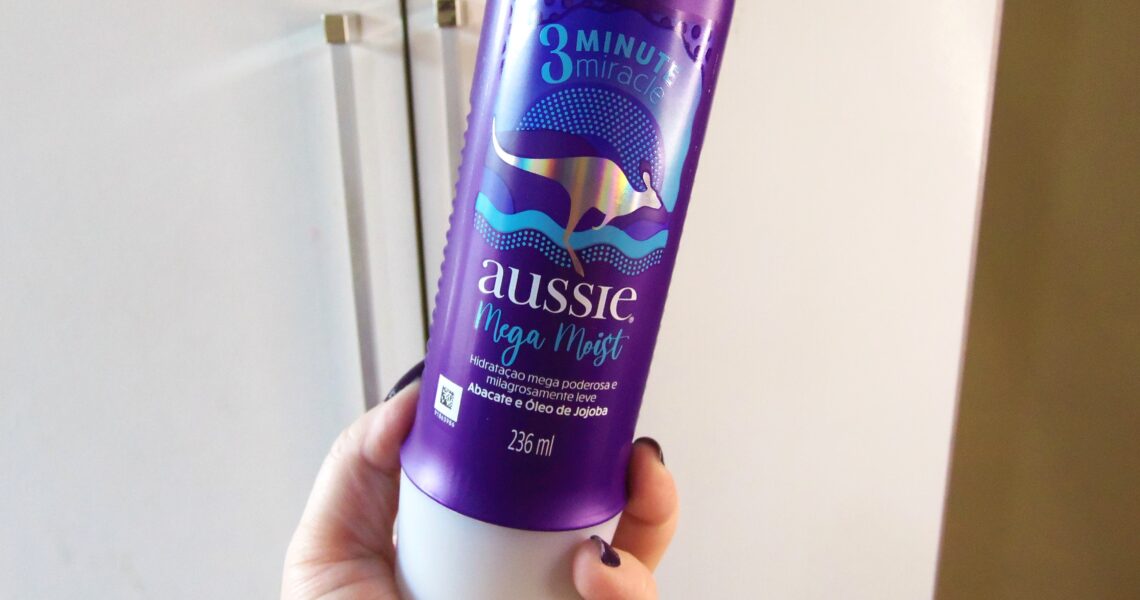 3 MINUTE
miracle
aussie
Mega Moist
Hidratação mega poderosa e
milagrosamente leve
Abacate e Óleo de Jojoba
236 ml